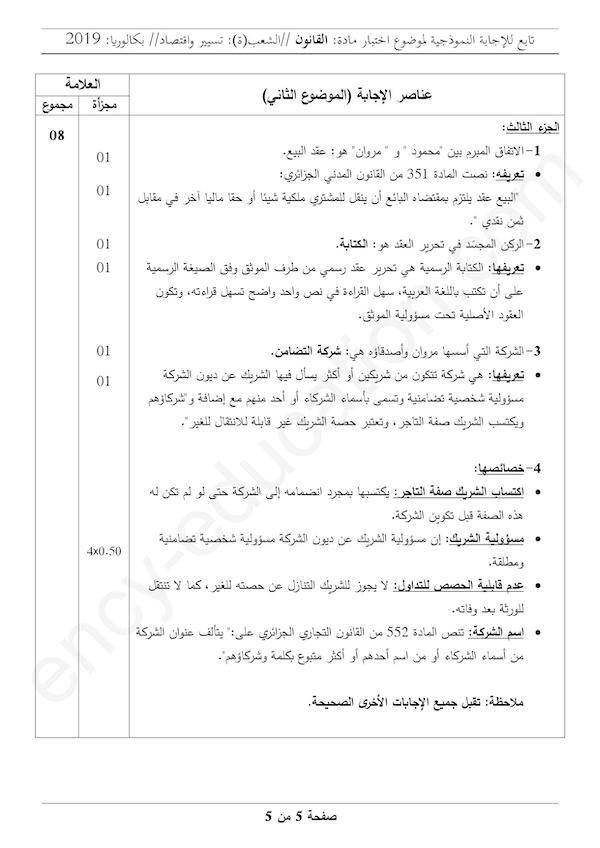 تابع للإجابة النموذجية لموضوع اختبار مادة: القانون //الشعب(ة): تسيير واقتصاد// بكالوريا: 2019
العلامة
عناصر الإجابة (الموضوع الثاني)
مجموع
مجزأة
08
الجزء الثالث:
01
1- الاتفاق المبرم بين "محمود " و " مروان" هو: عقد البيع.
• تعريفه: نصت المادة 351 من القانون المدني الجزائري:
01
"البيع عقد يلتزم بمقتضاه البائع أن ينقل للمشتري ملكية شيئا أو حقا ماليا آخر في مقابل
ثمن نقدي ".
01
2- الركن المجسّد في تحرير العقد هو: الكتابة.
01
• تعريفها: الكتابة الرسمية هي تحرير عقد رسمي من طرف الموثق وفق الصيغة الرسمية
على أن تكتب باللغة العربية، سهل القراءة في نص واحد واضح تسهل قراءته، وتكون
العقود الأصلية تحت مسؤولية الموثق.
01
3- الشركة التي أسسها مروان وأصدقاؤه هي: شركة التضامن.
01
• تعريفها: هي شركة تتكون من شريكين أو أكثر يسأل فيها الشريك عن ديون الشركة
مسؤولية شخصية تضامنية وتسمى بأسماء الشركاء أو أحد منهم مع إضافة و"شركاؤهم
ويكتسب الشريك صفة التاجر، وتعتبر حصة الشريك غير قابلة للانتقال للغير".
4- خصائصها:
• اكتساب الشريك صفة التاجر: يكتسبها بمجرد انضمامه إلى الشركة حتى لو لم تكن له
هذه الصفة قبل تكوين الشركة.
• مسؤولية الشريك: إن مسؤولية الشريك عن ديون الشركة مسؤولية شخصية تضامنية
4x0.50
ومطلقة.
• عدم قابلية الحصص للتداول: لا يجوز للشريك التنازل عن حصته للغير، كما لا تنتقل
للورثة بعد وفاته.
• اسم الشركة: تنص المادة 552 من القانون التجاري الجزائري على:" يتألف عنوان الشركة
من أسماء الشركاء أو من اسم أحدهم أو أكثر متبوع بكلمة وشركاؤهم".
ملاحظة: تقبل جميع الإجابات الأخرى الصحيحة.
صفحة 5 من 5
ency-education.com